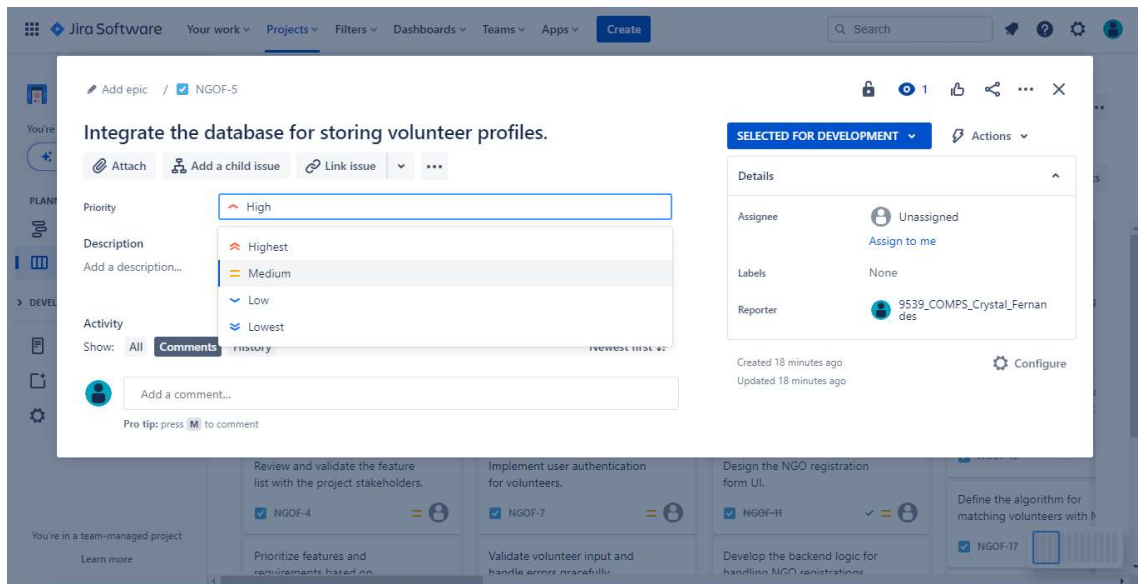 Jira Software Your work Projects Filters Dashboards Teams Apps Create Search
Add epic / NGOF-5 1
Integrate the database for storing volunteer profiles.
Attach Add a child issue Link issue
Priority High
Highest
Medium
Low
Lowest
Description
Add a description...
Activity
Show: All Comments History Newest first
Add a comment...
Pro tip: press M to comment
SELECTED FOR DEVELOPMENT Actions
Details
Assignee Unassigned
Assign to me
Labels None
Reporter 9539_COMPS_Crystal_Fernan
des
Created 18 minutes ago
Updated 18 minutes ago
Configure
You're
PLANN
DEVEL
You're in a team-managed project
Learn more
Review and validate the feature
list with the project stakeholders.
NGOF-4
Prioritize features and
requirements based on
Implement user authentication
for volunteers.
NGOF-7
Validate volunteer input and
handle errors gracefully
Design the NGO registration
form UI.
NGOF-11
Develop the backend logic for
handling NGO registrations
Define the algorithm for
matching volunteers with N
NGOF-17